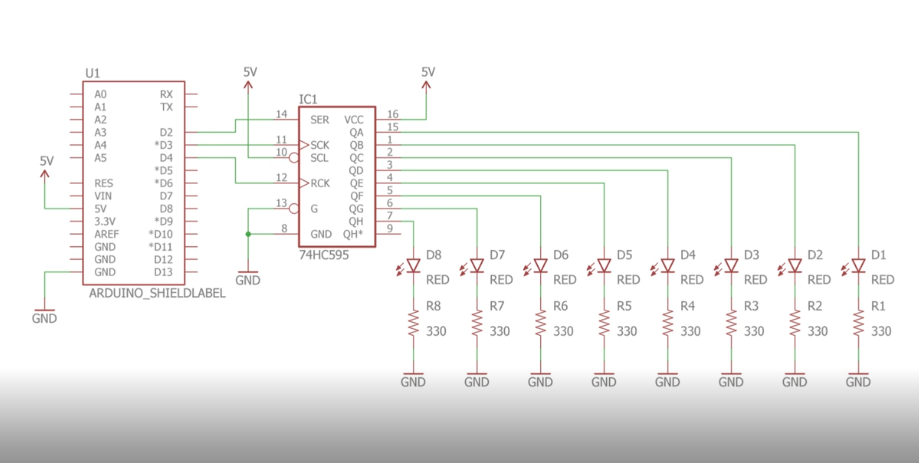 U1
A0 RX
A1 TX
A2
A3 D2
A4 *D3
A5 D4
*D5
RES *D6
VIN D7
5V D8
3.3V *D9
AREF *D10
GND *D11
GND D12
GND D13
ARDUINO_SHIELDLABEL
5V
GND
5V
IC1
14 SER VCC 16
QA 15
11 SCK QB 1
10 SCL QC 2
QD 3
12 RCK QE 4
QF 5
13 G QG 6
QH 7
8 GND QH* 9
74HC595
GND
5V
D8 D7 D6 D5 D4 D3 D2 D1
RED RED RED RED RED RED RED RED
R8 R7 R6 R5 R4 R3 R2 R1
330 330 330 330 330 330 330 330
GND GND GND GND GND GND GND GND